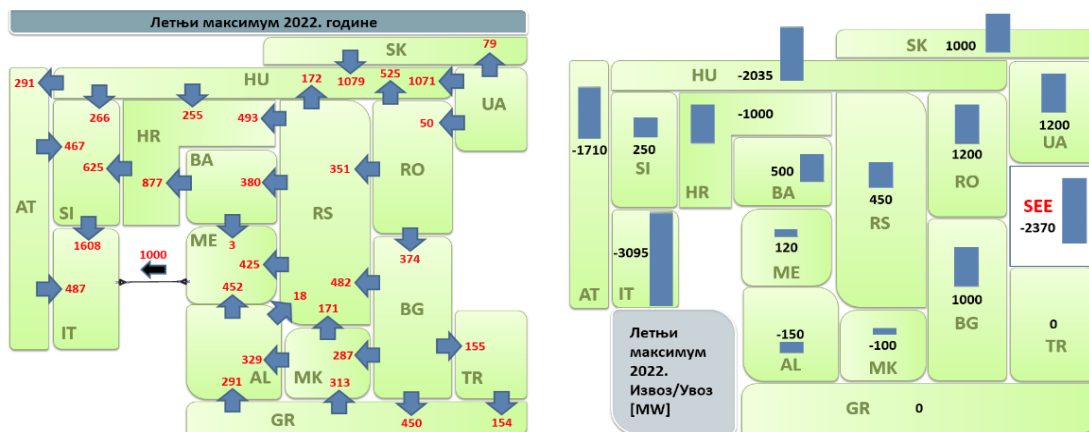 Летњи максимум 2022. године
SK
79
291
HU
172
1079
525
1071
UA
266
255
HR
493
50
467
BA
RO
625
877
380
351
AT
SI
RS
1608
ME
3
374
1000
425
482
487
452
18
171
BG
IT
329
287
155
AL
MK
TR
291
313
GR
450
154
SK
1000
HU
-2035
-1710
-1000
1200
UA
250
SI
HR
500
BA
1200
RO
450
RS
SEE
-2370
-3095
120
ME
AT
IT
1000
BG
-150
AL
-100
MK
0
TR
Летњи
максимум
2022.
Извоз/Увоз
[MW]
GR
0